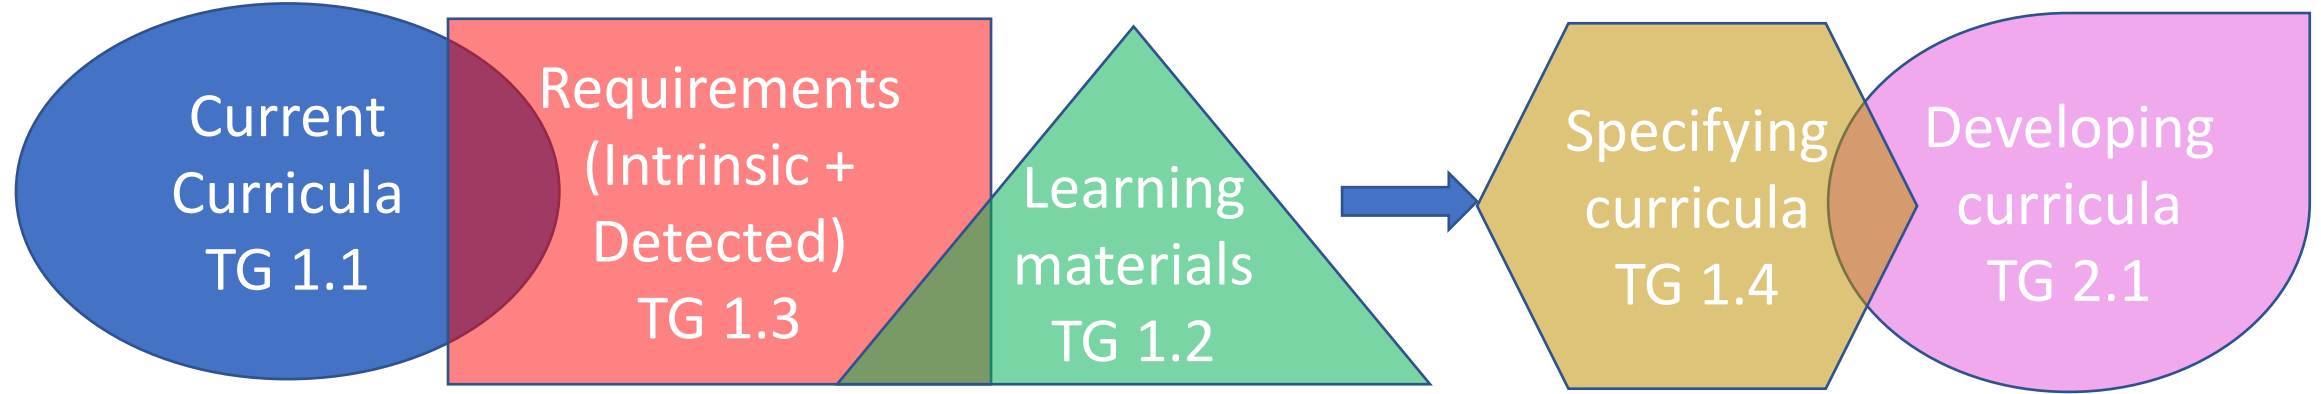 Current
Curricula
TG 1.1
Requirements
(Intrinsic +
Detected)
TG 1.3
Learning
materials
TG 1.2
Specifying
curricula
TG 1.4
Developing
curricula
TG 2.1